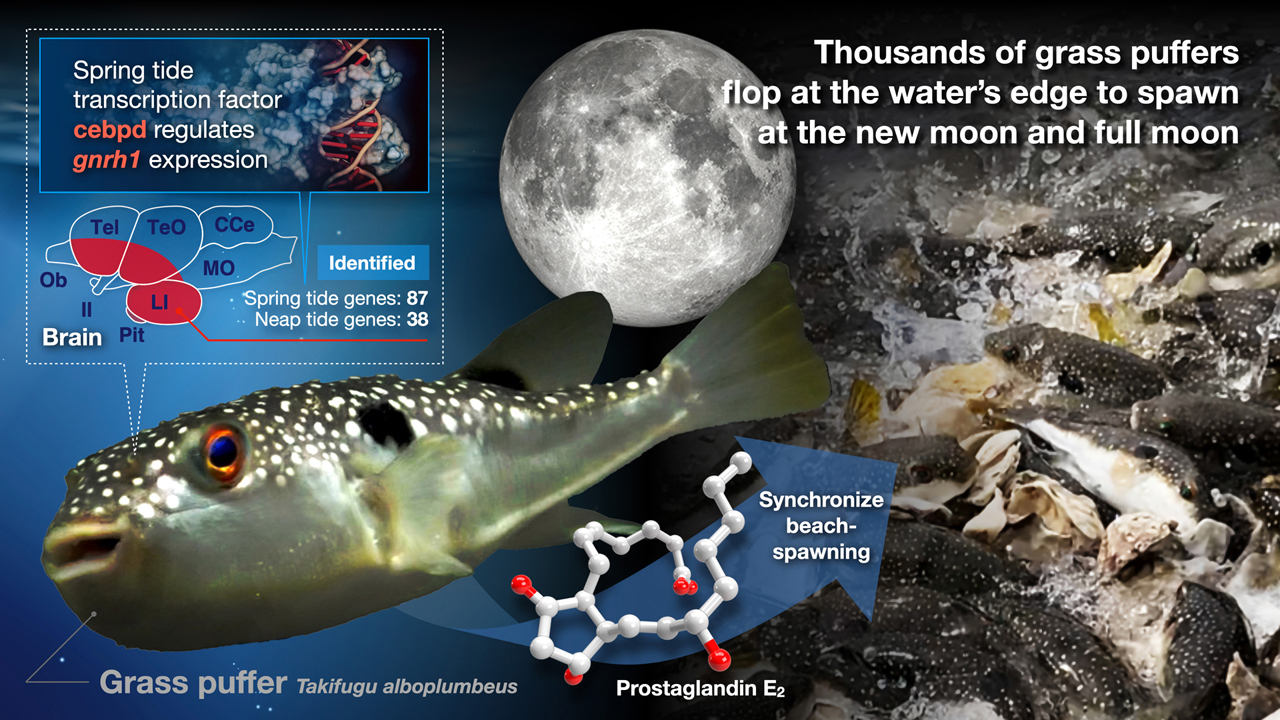 Spring tide
transcription factor
cebpd regulates
gnrh1 expression
Thousands of grass puffers
flop at the water's edge to spawn
at the new moon and full moon
Tel
TeO
CCe
MO
Ob
II
LI
Pit
Brain
Identified
Spring tide genes: 87
Neap tide genes: 38
Synchronize
beach-
spawning
Grass puffer Takifugu alboplumbeus
Prostaglandin E₂